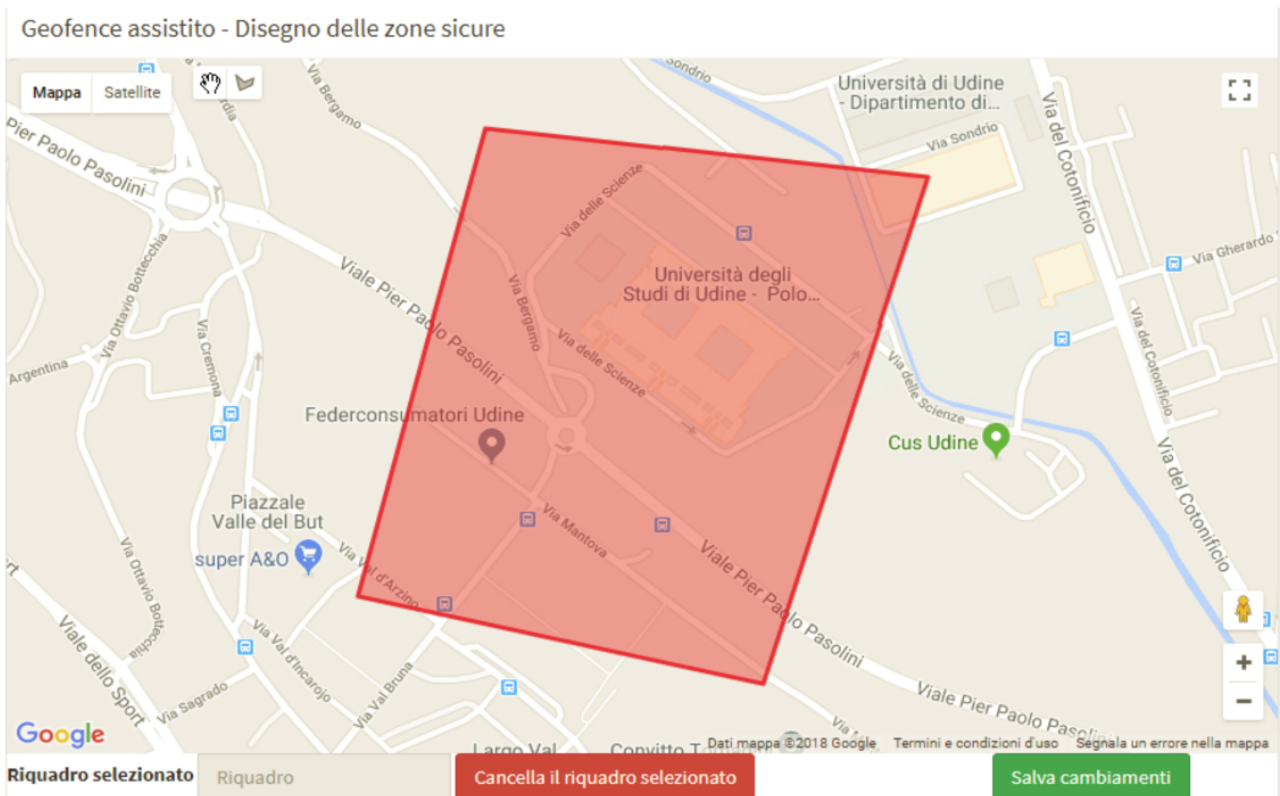 Geofence assistito - Disegno delle zone sicure
Mappa
Satellite
Via Bergamo
Sondrio
Università di Udine
- Dipartimento di...
Via Sondrio
Via del Cotonificio
Pier Paolo Pasolini
Via delle Scienze
Via Gherardo
Via Ottavio Bottecchia
Viale Pier Paolo Pasolini
Via Bergamo
Università degli
Studi di Udine - Polo...
Via Cremona
Argentina
Via delle Scienze
Via del Cotonificio
Via delle Scienze
Federconsumatori Udine
Cus Udine
Via del Cotonificio
Piazzale
Valle del But
super A&O
Via Mantova
Via Val d'Arzino
Viale Pier Paolo Pasolini
Via Ottavio Bottecchia
Viale dello Sport
Via Val d'Incarojo
Via Val Bruna
Via Sagrado
Viale Pier Paolo Pasolini
Google
Largo Val
Convitto
Dati mappa ©2018 Google
Termini e condizioni d'uso
Segnala un errore nella mappa
Riquadro selezionato
Riquadro
Cancella il riquadro selezionato
Salva cambiamenti